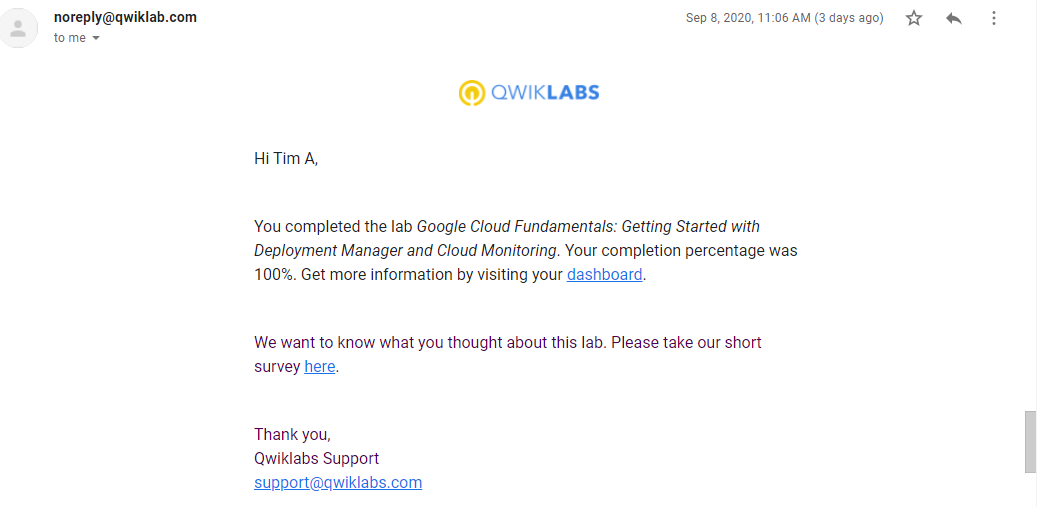 noreply@qwiklab.com
Sep 8, 2020, 11:06 AM (3 days ago)
to me
QWIKLABS
Hi Tim A,
You completed the lab Google Cloud Fundamentals: Getting Started with
Deployment Manager and Cloud Monitoring. Your completion percentage was
100%. Get more information by visiting your dashboard.
We want to know what you thought about this lab. Please take our short
survey here.
Thank you,
Qwiklabs Support
support@qwiklabs.com